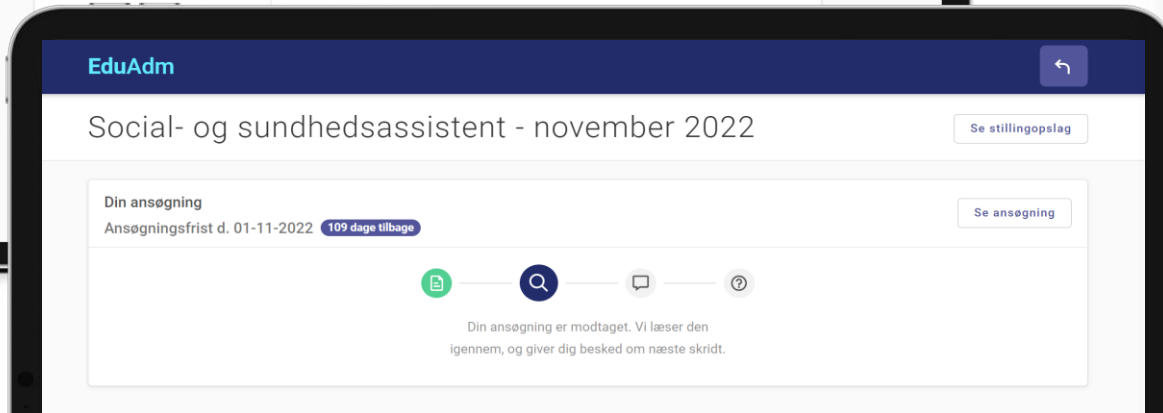 EduAdm
Social- og sundhedsassistent - november 2022
Se stillingopslag
Din ansøgning
Ansøgningsfrist d. 01-11-2022 109 dage tilbage
Se ansøgning
Din ansøgning er modtaget. Vi læser den
igennem, og giver dig besked om næste skridt.